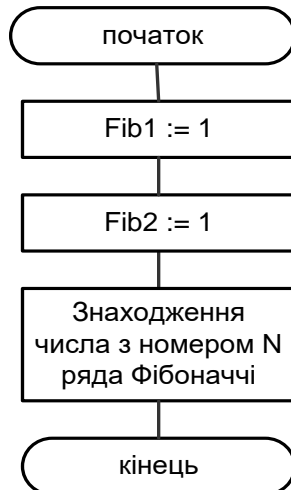 початок
Fib1 := 1
Fib2 := 1
Знаходження
числа з номером N
ряда Фібоначчі
кінець